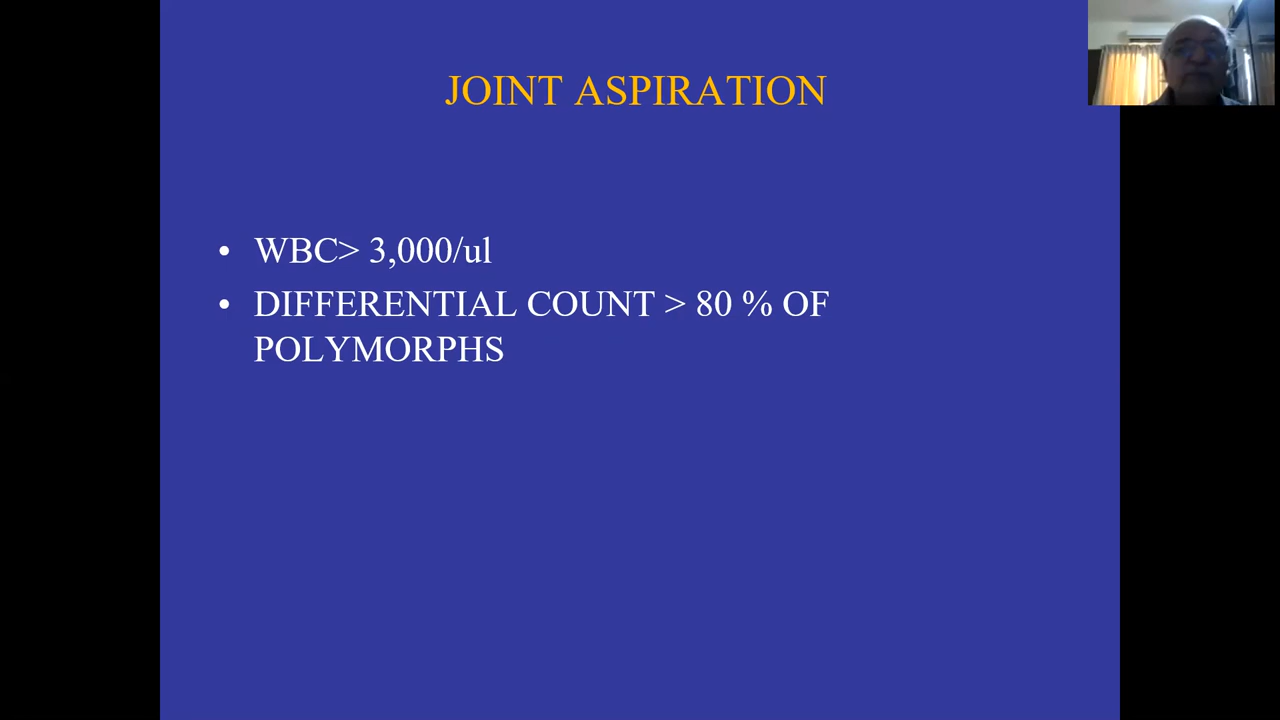 JOINT ASPIRATION
• WBC> 3,000/ul
• DIFFERENTIAL COUNT > 80 % OF
POLYMORPHS